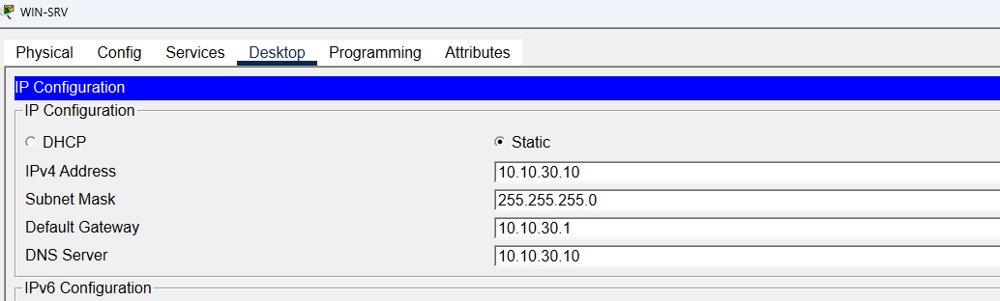 WIN-SRV
Physical Config Services Desktop Programming Attributes
IP Configuration
IP Configuration
DHCP Static
IPv4 Address 10.10.30.10
Subnet Mask 255.255.255.0
Default Gateway 10.10.30.1
DNS Server 10.10.30.10
IPv6 Configuration